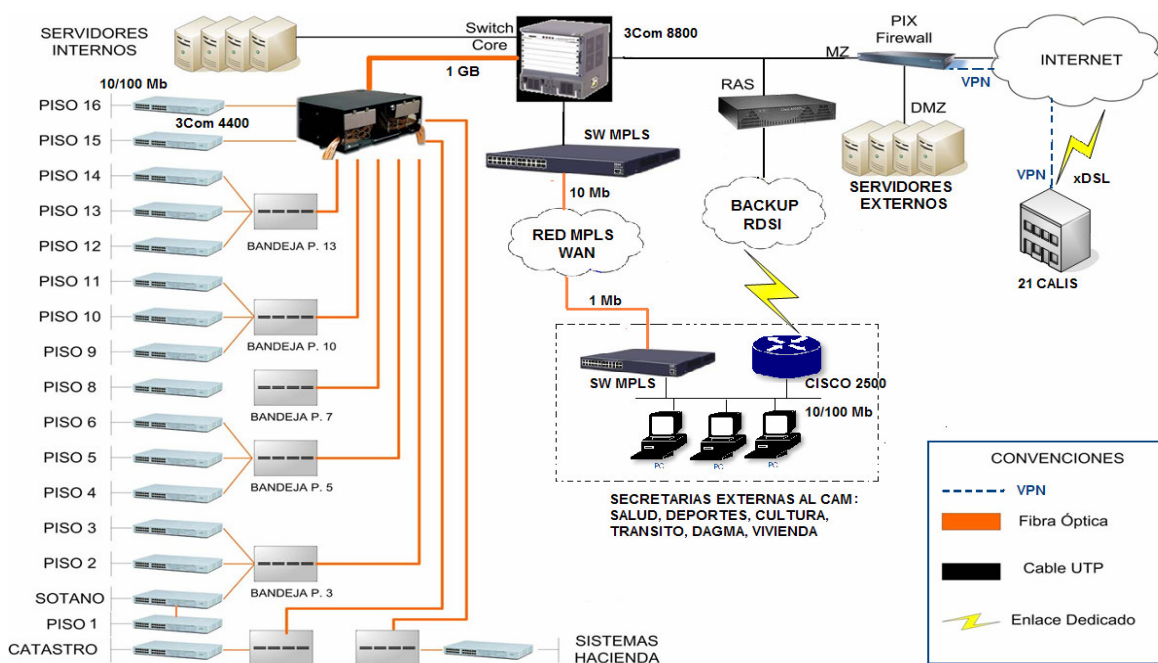 SERVIDORES
INTERNOS
Switch
Core
3Com 8800
1 GB
MZ
PIX
Firewall
VPN
INTERNET
RAS
DMZ
SERVIDORES
EXTERNOS
VPN
xDSL
21 CALIS
10/100 Mb
3Com 4400
PISO 16
PISO 15
PISO 14
PISO 13
PISO 12
BANDEJA P. 13
PISO 11
PISO 10
PISO 9
BANDEJA P. 10
PISO 8
BANDEJA P. 7
PISO 6
PISO 5
PISO 4
BANDEJA P. 5
PISO 3
PISO 2
SOTANO
BANDEJA P. 3
PISO 1
CATASTRO
SISTEMAS
HACIENDA
SW MPLS
10 Mb
RED MPLS
WAN
1 Mb
BACKUP
RDSI
SW MPLS
CISCO 2500
10/100 Mb
PC
PC
PC
SECRETARIAS EXTERNAS AL CAM:
SALUD, DEPORTES, CULTURA,
TRANSITO, DAGMA, VIVIENDA
CONVENCIONES
VPN
Fibra Óptica
Cable UTP
Enlace Dedicado